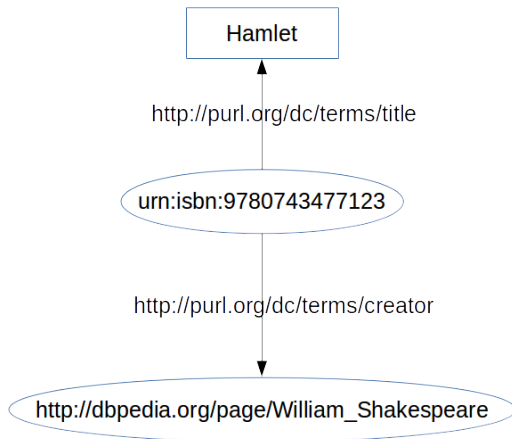 Hamlet
http://purl.org/dc/terms/title
urn:isbn:9780743477123
http://purl.org/dc/terms/creator
http://dbpedia.org/page/William_Shakespeare